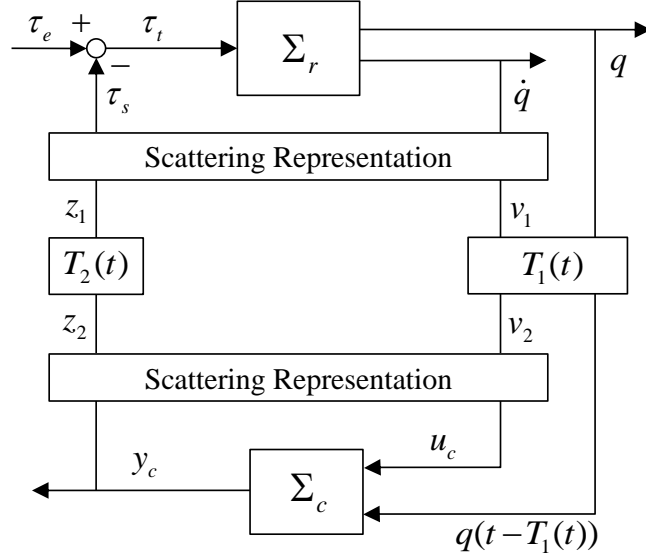 τ_e + τ_t Σ_r q
− q̇
τ_s
Scattering Representation
z_1 v_1
T_2(t) T_1(t)
z_2 v_2
Scattering Representation
y_c Σ_c u_c
q(t−T_1(t))